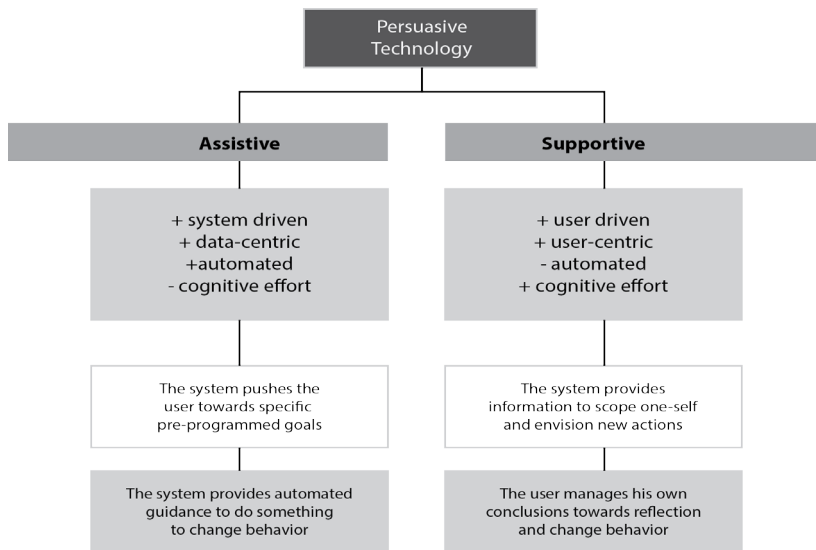 Persuasive
Technology
Assistive
+ system driven
+ data-centric
+automated
- cognitive effort
The system pushes the
user towards specific
pre-programmed goals
The system provides automated
guidance to do something
to change behavior
Supportive
+ user driven
+ user-centric
- automated
+ cognitive effort
The system provides
information to scope one-self
and envision new actions
The user manages his own
conclusions towards reflection
and change behavior